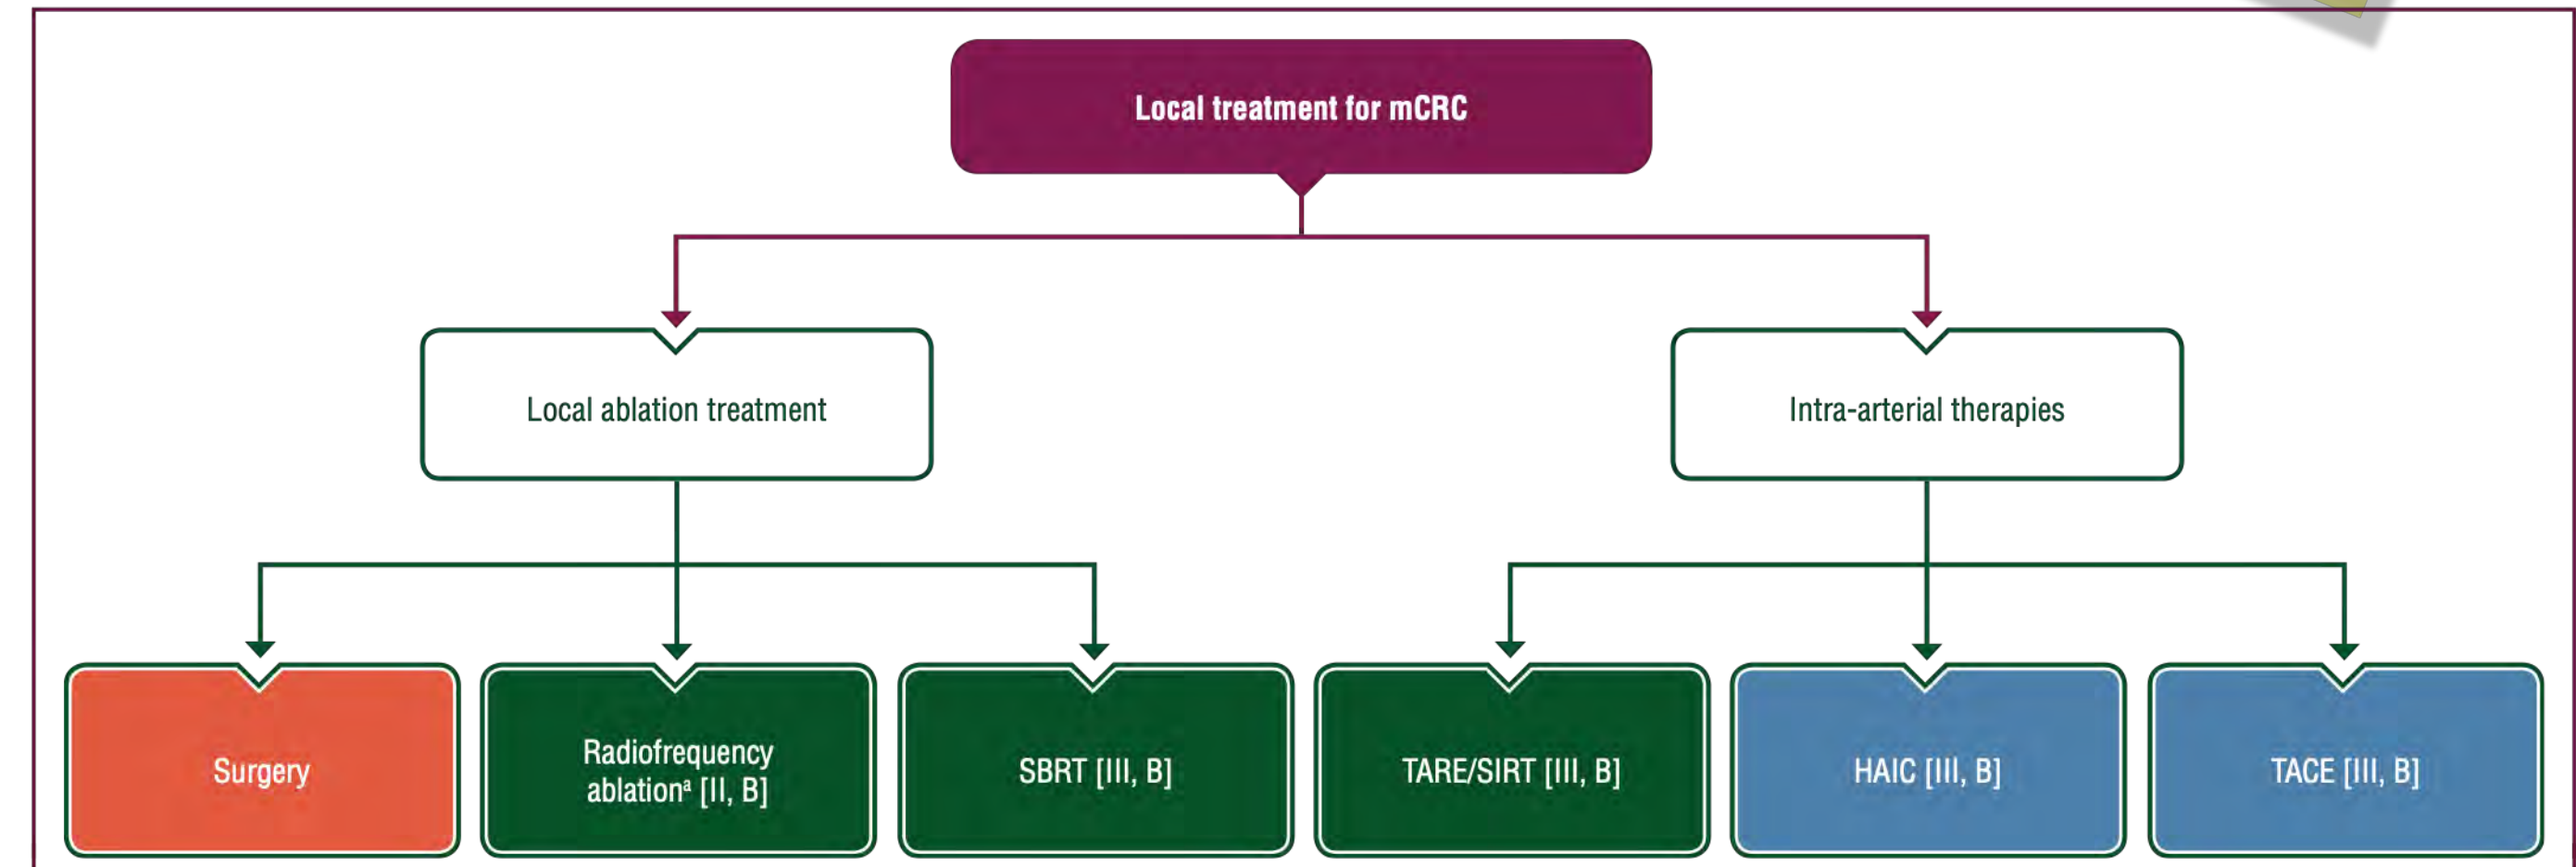 Local treatment for mCRC
Local ablation treatment
Intra-arterial therapies
Surgery
Radiofrequency
ablationᵃ [II, B]
SBRT [III, B]
TARE/SIRT [III, B]
HAIC [III, B]
TACE [III, B]